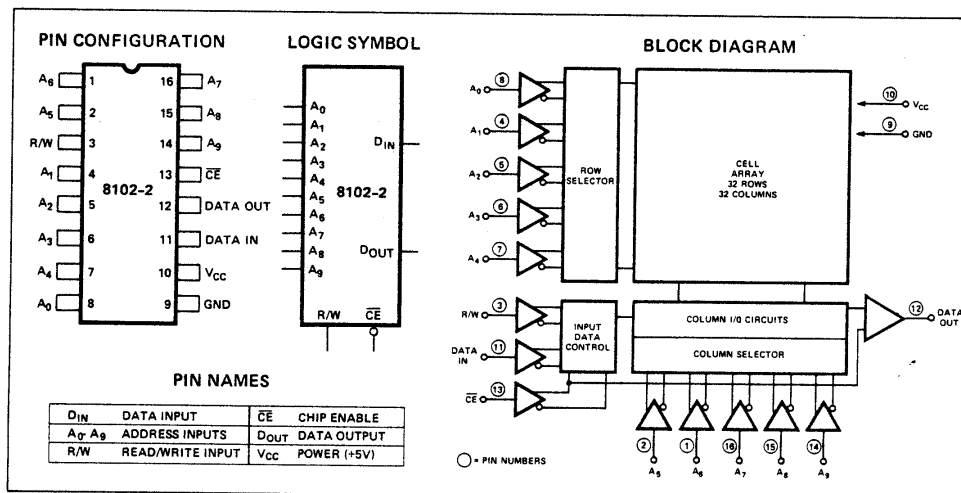 PIN CONFIGURATION
A6 1 16 A7
A5 2 15 A8
R/W 3 14 A9
A1 4 13 C̅E̅
8102-2
A2 5 12 DATA OUT
A3 6 11 DATA IN
A4 7 10 VCC
A0 8 9 GND
LOGIC SYMBOL
A0
A1
A2 DIN
A3
A4
A5 8102-2
A6
A7
A8 DOUT
A9
R/W C̅E̅
BLOCK DIAGRAM
A0 8
A1 4
A2 5
A3 6
A4 7
ROW
SELECTOR
CELL
ARRAY
32 ROWS
32 COLUMNS
10 VCC
9 GND
R/W 3
DATA
IN 11
C̅E̅ 13
INPUT
DATA
CONTROL
COLUMN I/O CIRCUITS
COLUMN SELECTOR
12 DATA
OUT
2 1 16 15 14
A5 A6 A7 A8 A9
= PIN NUMBERS
PIN NAMES
DIN DATA INPUT C̅E̅ CHIP ENABLE
A0- A9 ADDRESS INPUTS DOUT DATA OUTPUT
R/W READ/WRITE INPUT VCC POWER (+5V)